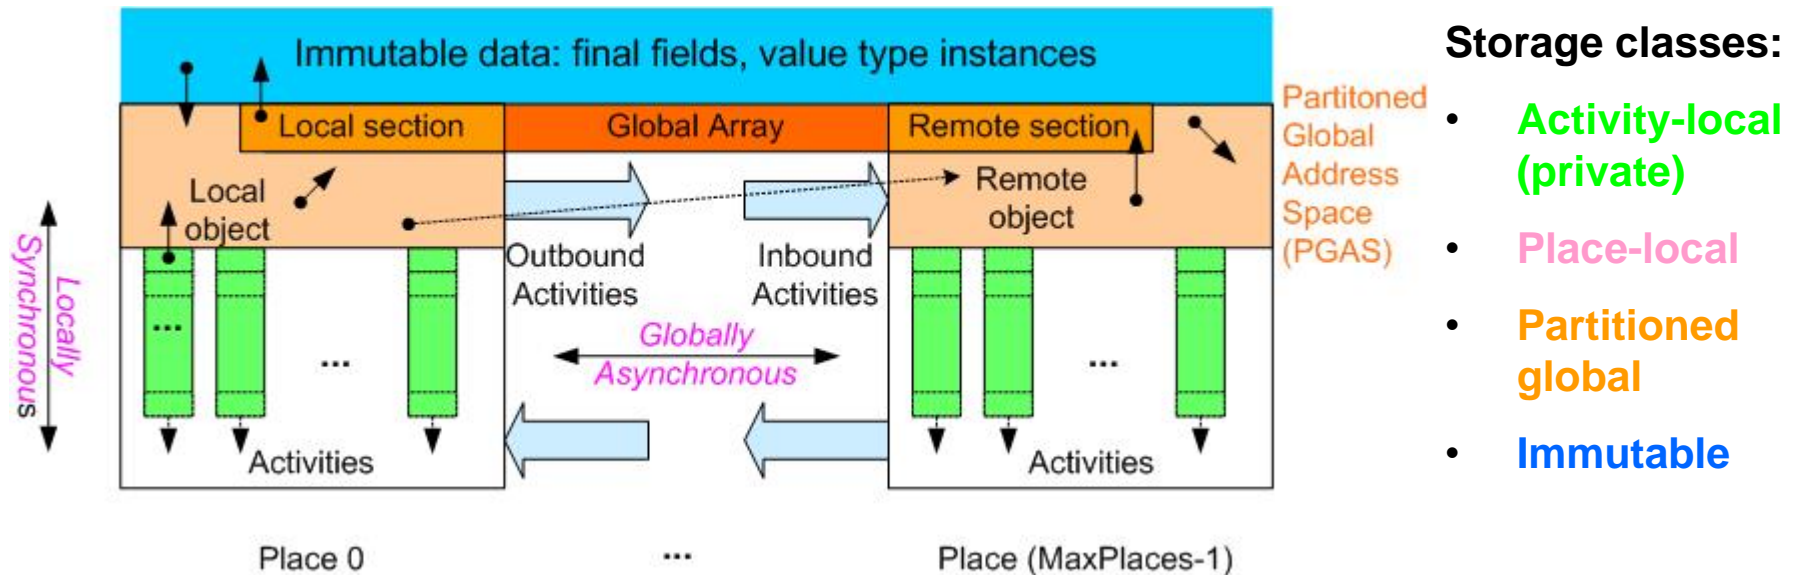 Immutable data: final fields, value type instances
Storage classes:
Local section
Global Array
Remote section
Partitoned
Global
Address
Space
(PGAS)
Local
object
Remote
object
Outbound
Activities
Inbound
Activities
Locally
Synchronous
Globally
Asynchronous
...
...
...
Activities
Activities
Place 0
...
Place (MaxPlaces-1)
• Activity-local
(private)
• Place-local
• Partitioned
global
• Immutable